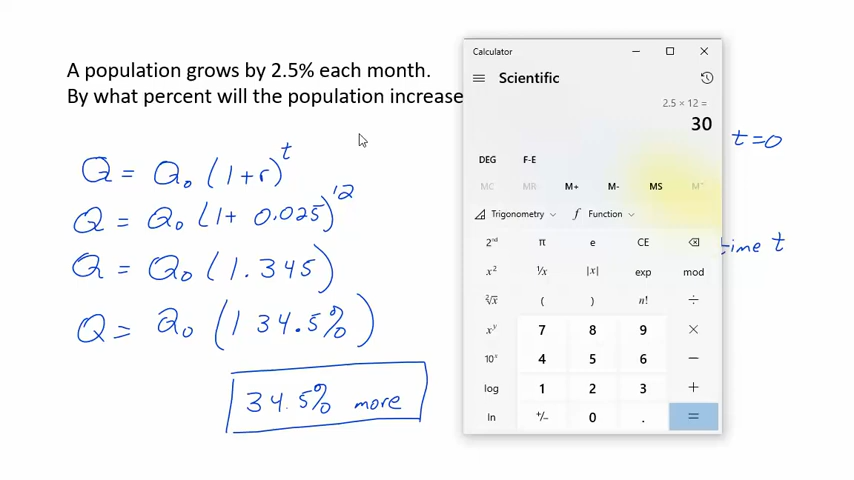 A population grows by 2.5% each month.
By what percent will the population increase
Q = Q₀ (1+r)^t
Q = Q₀ (1+ 0.025)^12
Q = Q₀ (1.345)
Q = Q₀ (134.5%)
34.5% more
t=0
time t
Calculator
Scientific
2.5 × 12 =
30
DEG F-E
MC MR M+ M- MS M˅
Trigonometry Function
2ⁿᵈ π e CE
x² ¹/x |x| exp mod
²√x ( ) n! ÷
xʸ 7 8 9 ×
10ˣ 4 5 6 −
log 1 2 3 +
ln +/− 0 . =